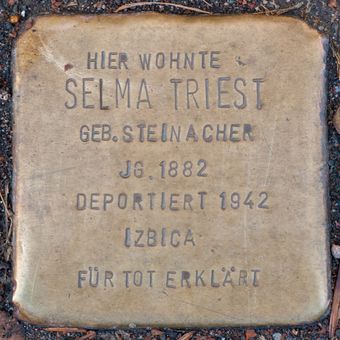 HIER WOHNTE
SELMA TRIEST
GEB. STEINACHER
JG. 1882
DEPORTIERT 1942
IZBICA
FÜR TOT ERKLÄRT